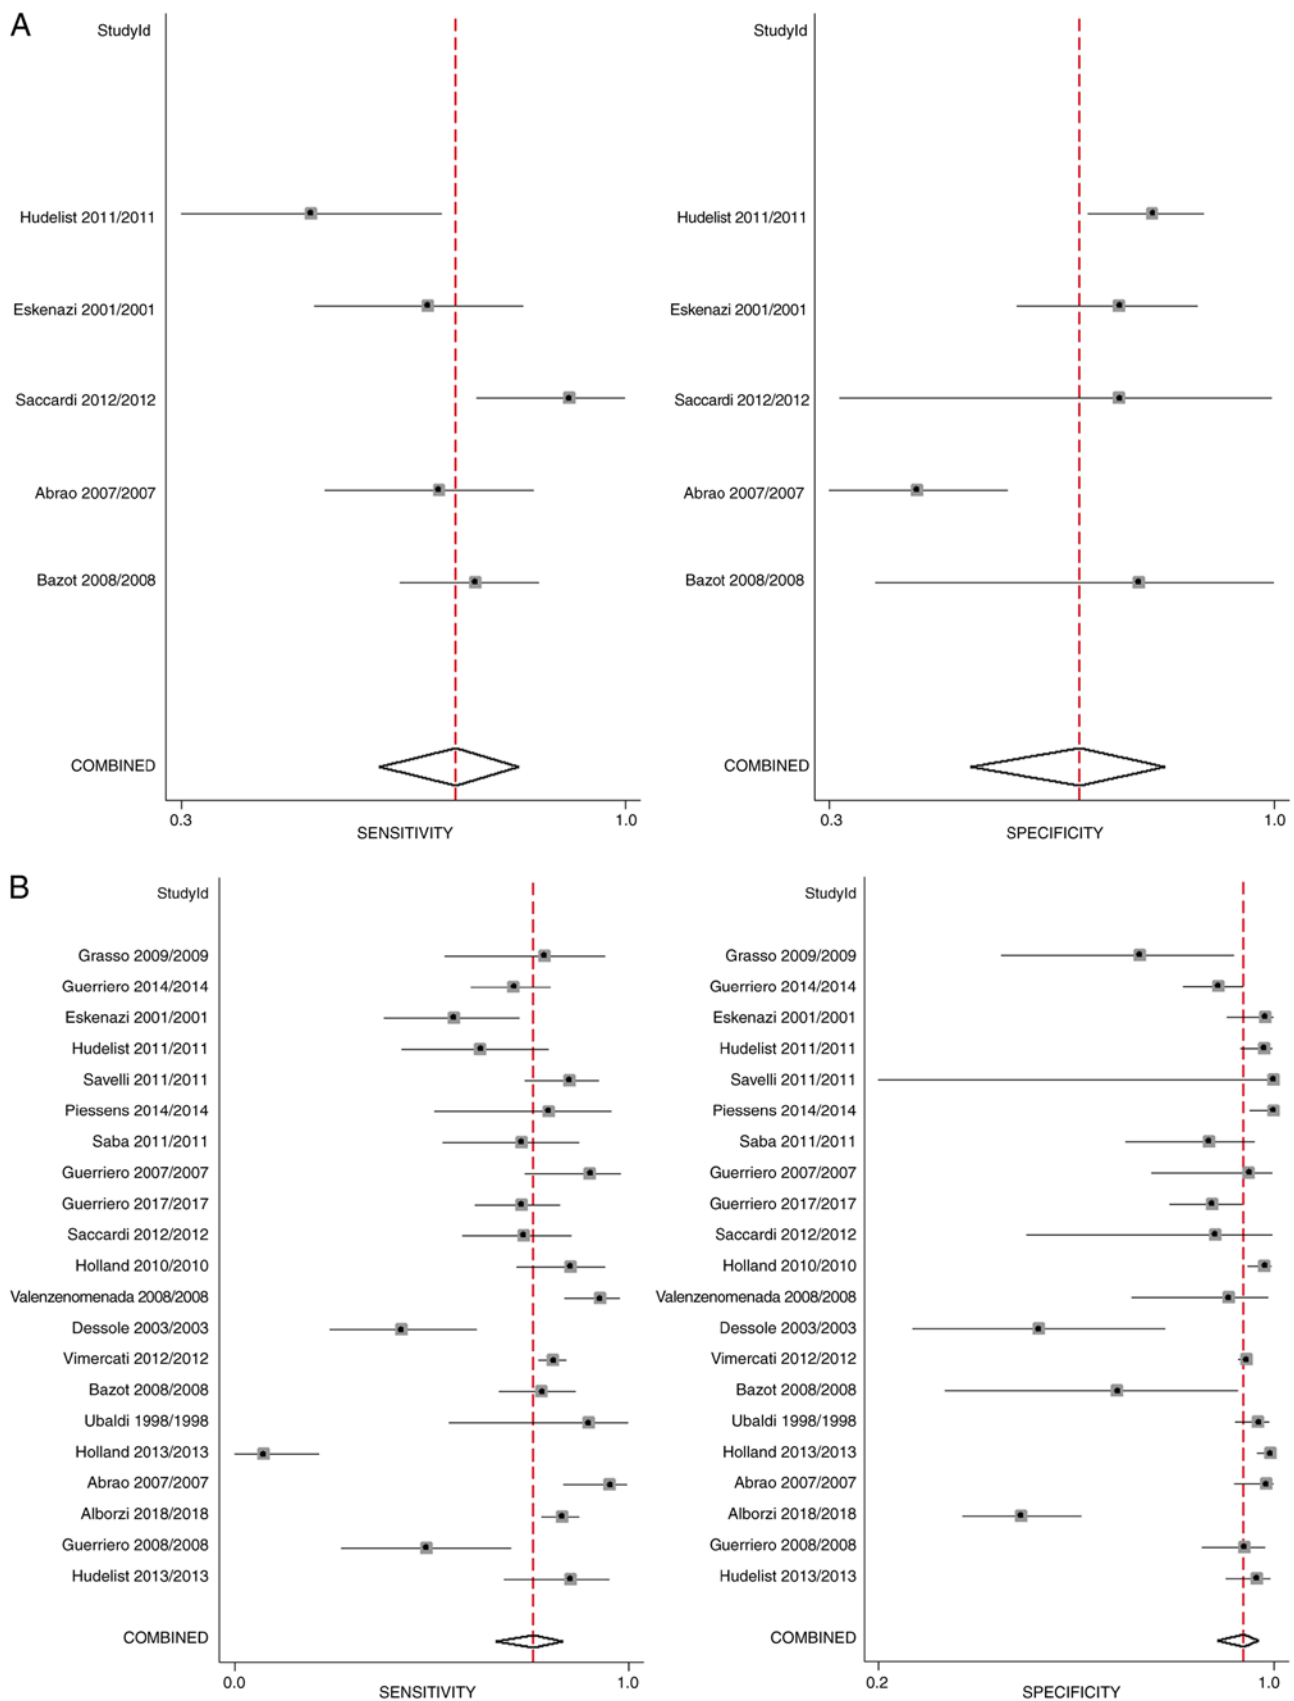 A
StudyId
Hudelist 2011/2011
Eskenazi 2001/2001
Saccardi 2012/2012
Abrao 2007/2007
Bazot 2008/2008
COMBINED
0.3 1.0
SENSITIVITY
StudyId
Hudelist 2011/2011
Eskenazi 2001/2001
Saccardi 2012/2012
Abrao 2007/2007
Bazot 2008/2008
COMBINED
0.3 1.0
SPECIFICITY
B
StudyId
Grasso 2009/2009
Guerriero 2014/2014
Eskenazi 2001/2001
Hudelist 2011/2011
Savelli 2011/2011
Piessens 2014/2014
Saba 2011/2011
Guerriero 2007/2007
Guerriero 2017/2017
Saccardi 2012/2012
Holland 2010/2010
Valenzenomenada 2008/2008
Dessole 2003/2003
Vimercati 2012/2012
Bazot 2008/2008
Ubaldi 1998/1998
Holland 2013/2013
Abrao 2007/2007
Alborzi 2018/2018
Guerriero 2008/2008
Hudelist 2013/2013
COMBINED
0.0 1.0
SENSITIVITY
StudyId
Grasso 2009/2009
Guerriero 2014/2014
Eskenazi 2001/2001
Hudelist 2011/2011
Savelli 2011/2011
Piessens 2014/2014
Saba 2011/2011
Guerriero 2007/2007
Guerriero 2017/2017
Saccardi 2012/2012
Holland 2010/2010
Valenzenomenada 2008/2008
Dessole 2003/2003
Vimercati 2012/2012
Bazot 2008/2008
Ubaldi 1998/1998
Holland 2013/2013
Abrao 2007/2007
Alborzi 2018/2018
Guerriero 2008/2008
Hudelist 2013/2013
COMBINED
0.2 1.0
SPECIFICITY